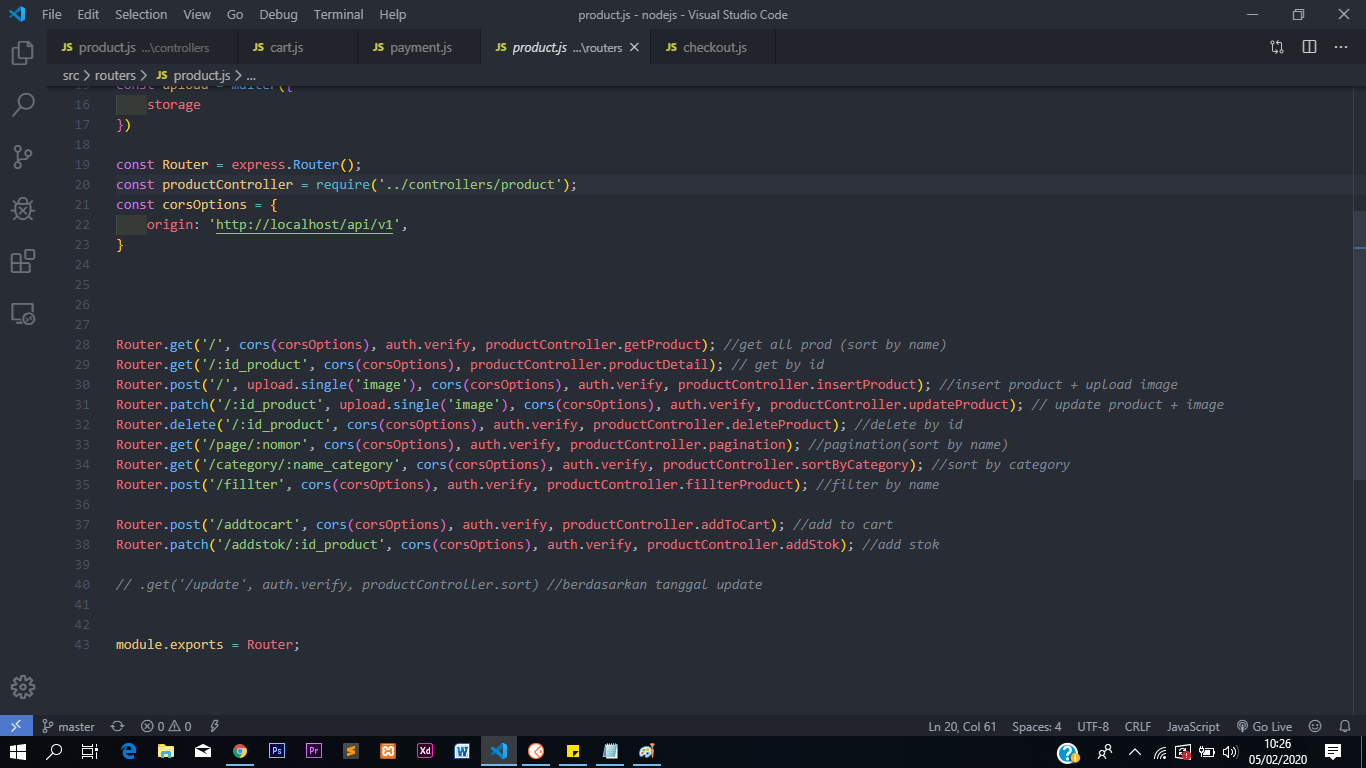 File Edit Selection View Go Debug Terminal Help product.js - nodejs - Visual Studio Code
JS product.js ...\controllers JS cart.js JS payment.js JS product.js ...\routers JS checkout.js
src > routers > JS product.js > ...
15 const upload = multer({
16 storage
17 })
18
19 const Router = express.Router();
20 const productController = require('../controllers/product');
21 const corsOptions = {
22 origin: 'http://localhost/api/v1',
23 }
24
25
26
27
28 Router.get('/', cors(corsOptions), auth.verify, productController.getProduct); //get all prod (sort by name)
29 Router.get('/:id_product', cors(corsOptions), productController.productDetail); // get by id
30 Router.post('/', upload.single('image'), cors(corsOptions), auth.verify, productController.insertProduct); //insert product + upload image
31 Router.patch('/:id_product', upload.single('image'), cors(corsOptions), auth.verify, productController.updateProduct); // update product + image
32 Router.delete('/:id_product', cors(corsOptions), auth.verify, productController.deleteProduct); //delete by id
33 Router.get('/page/:nomor', cors(corsOptions), auth.verify, productController.pagination); //pagination(sort by name)
34 Router.get('/category/:name_category', cors(corsOptions), auth.verify, productController.sortByCategory); //sort by category
35 Router.post('/fillter', cors(corsOptions), auth.verify, productController.fillterProduct); //filter by name
36
37 Router.post('/addtocart', cors(corsOptions), auth.verify, productController.addToCart); //add to cart
38 Router.patch('/addstok/:id_product', cors(corsOptions), auth.verify, productController.addStok); //add stok
39
40 // .get('/update', auth.verify, productController.sort) //berdasarkan tanggal update
41
42
43 module.exports = Router;
master 0 0 Ln 20, Col 61 Spaces: 4 UTF-8 CRLF JavaScript Go Live
Ps Pr Xd W
10:26
05/02/2020